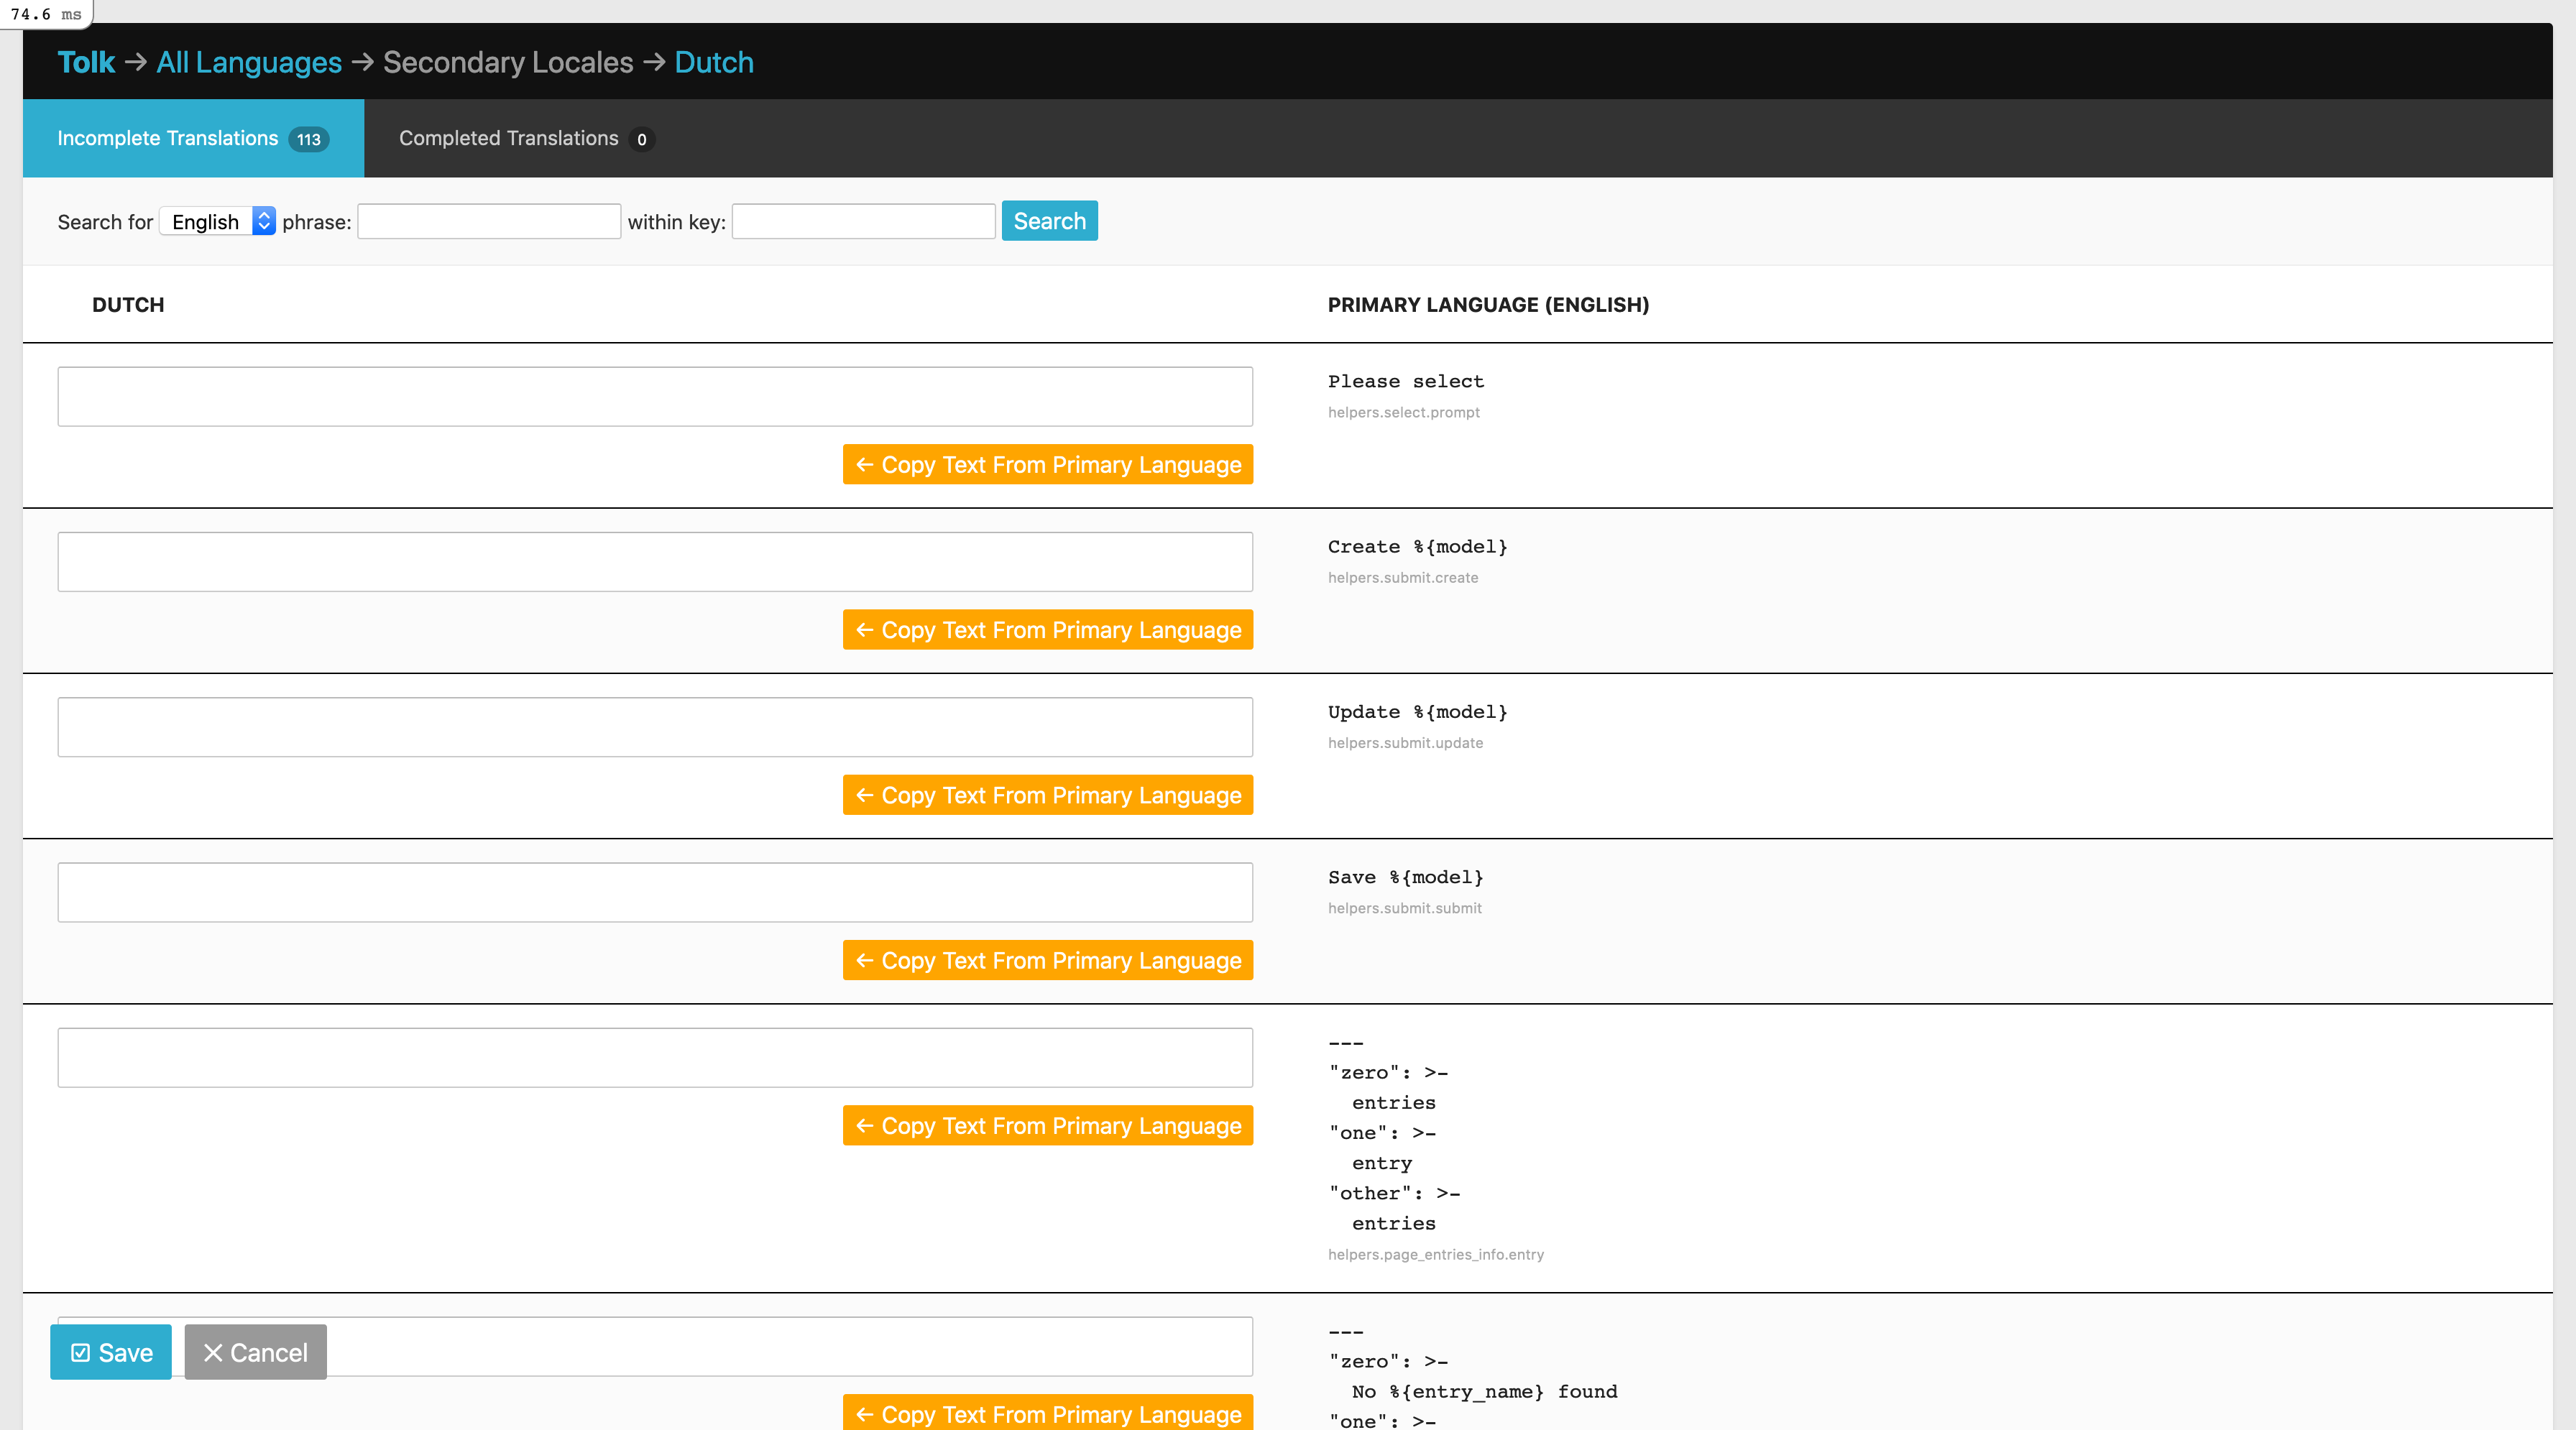 74.6 ms
Tolk → All Languages → Secondary Locales → Dutch
Incomplete Translations 113 Completed Translations 0
Search for English phrase: within key: Search
DUTCH PRIMARY LANGUAGE (ENGLISH)
Please select
helpers.select.prompt
← Copy Text From Primary Language
Create %{model}
helpers.submit.create
← Copy Text From Primary Language
Update %{model}
helpers.submit.update
← Copy Text From Primary Language
Save %{model}
helpers.submit.submit
← Copy Text From Primary Language
---
"zero": >-
entries
← Copy Text From Primary Language
"one": >-
entry
"other": >-
entries
helpers.page_entries_info.entry
---
Save Cancel
"zero": >-
No %{entry_name} found
← Copy Text From Primary Language
"one": >-